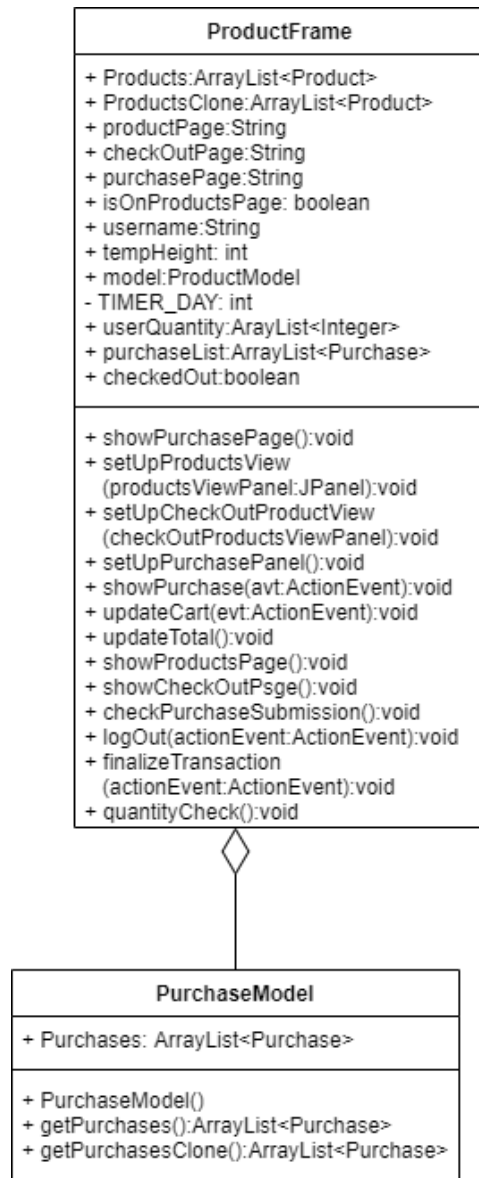 ProductFrame
+ Products:ArrayList<Product>
+ ProductsClone:ArrayList<Product>
+ productPage:String
+ checkOutPage:String
+ purchasePage:String
+ isOnProductsPage: boolean
+ username:String
+ tempHeight: int
+ model:ProductModel
- TIMER_DAY: int
+ userQuantity:ArayList<Integer>
+ purchaseList:ArrayList<Purchase>
+ checkedOut:boolean
+ showPurchasePage():void
+ setUpProductsView
(productsViewPanel:JPanel):void
+ setUpCheckOutProductView
(checkOutProductsViewPanel):void
+ setUpPurchasePanel():void
+ showPurchase(avt:ActionEvent):void
+ updateCart(evt:ActionEvent):void
+ updateTotal():void
+ showProductsPage():void
+ showCheckOutPsge():void
+ checkPurchaseSubmission():void
+ logOut(actionEvent:ActionEvent):void
+ finalizeTransaction
(actionEvent:ActionEvent):void
+ quantityCheck():void
PurchaseModel
+ Purchases: ArrayList<Purchase>
+ PurchaseModel()
+ getPurchases():ArrayList<Purchase>
+ getPurchasesClone():ArrayList<Purchase>